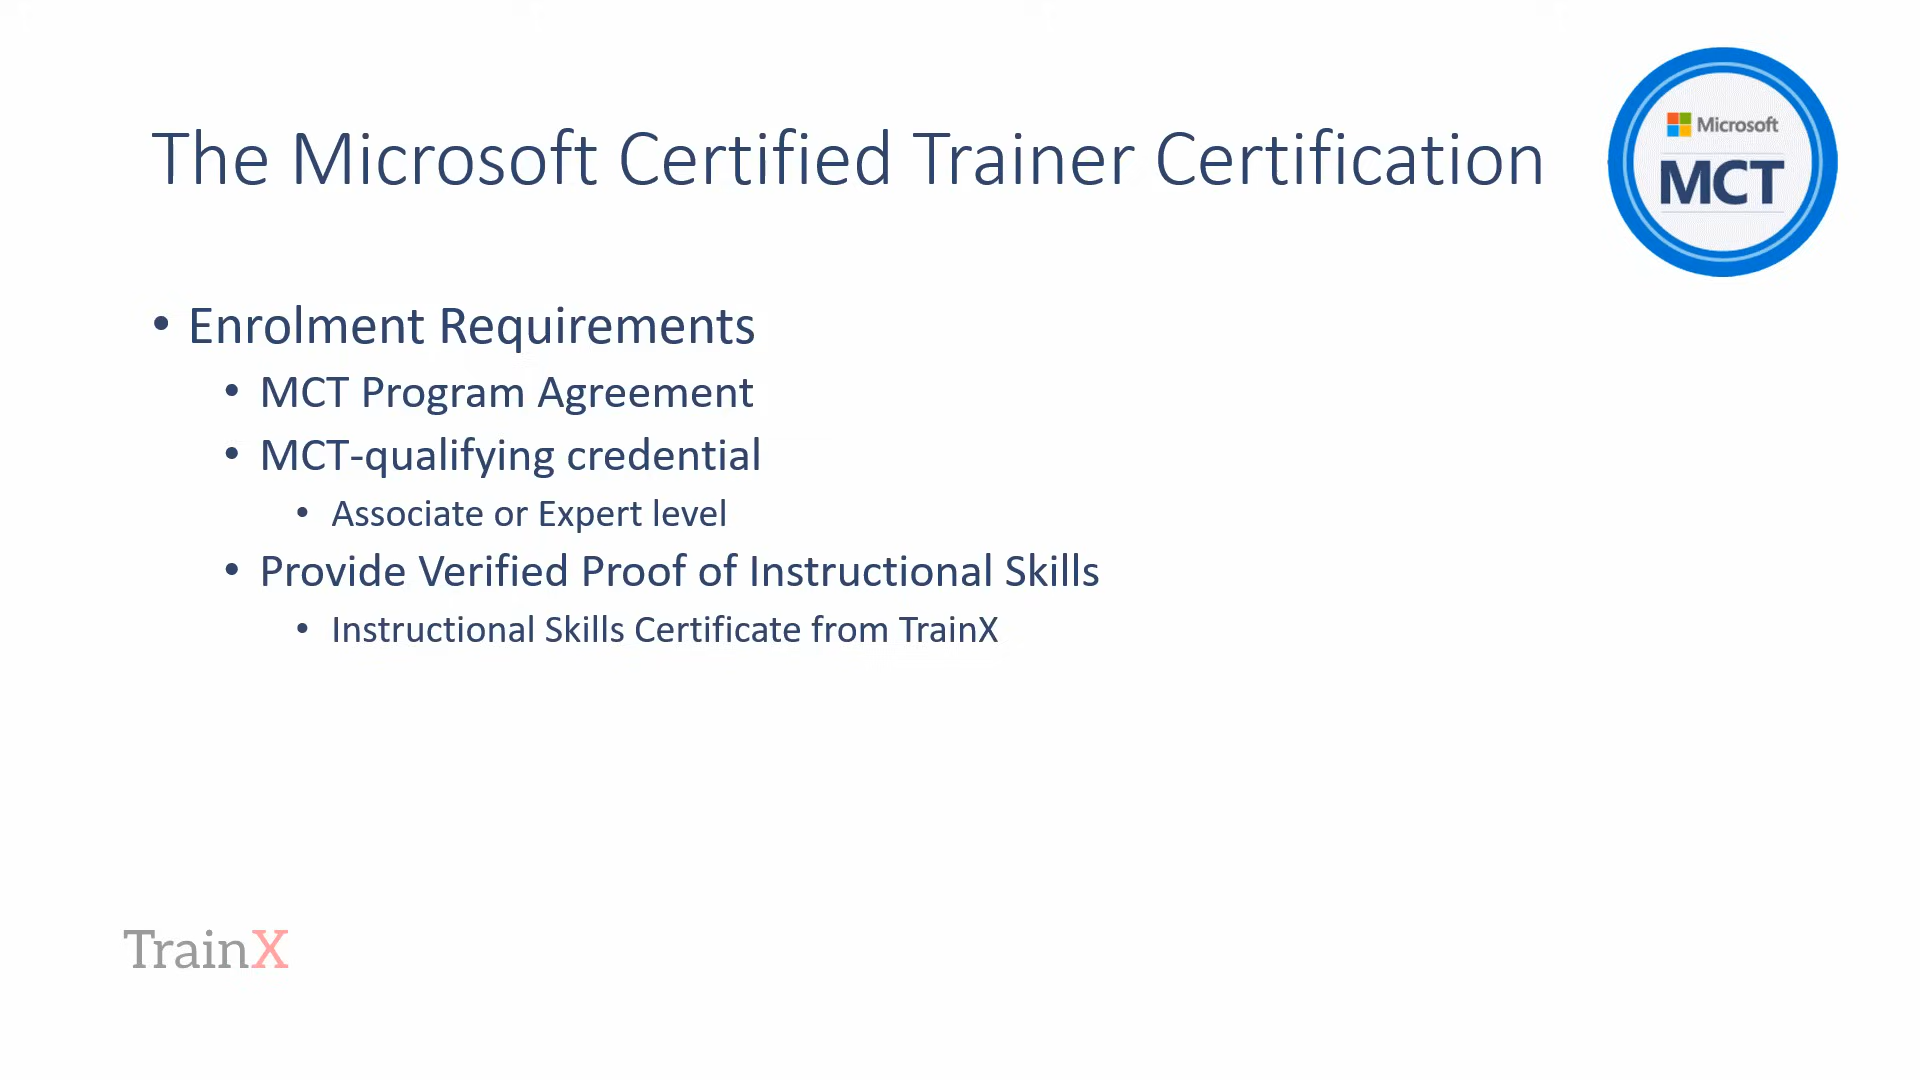 The Microsoft Certified Trainer Certification
Microsoft
MCT
• Enrolment Requirements
• MCT Program Agreement
• MCT-qualifying credential
• Associate or Expert level
• Provide Verified Proof of Instructional Skills
• Instructional Skills Certificate from TrainX
TrainX